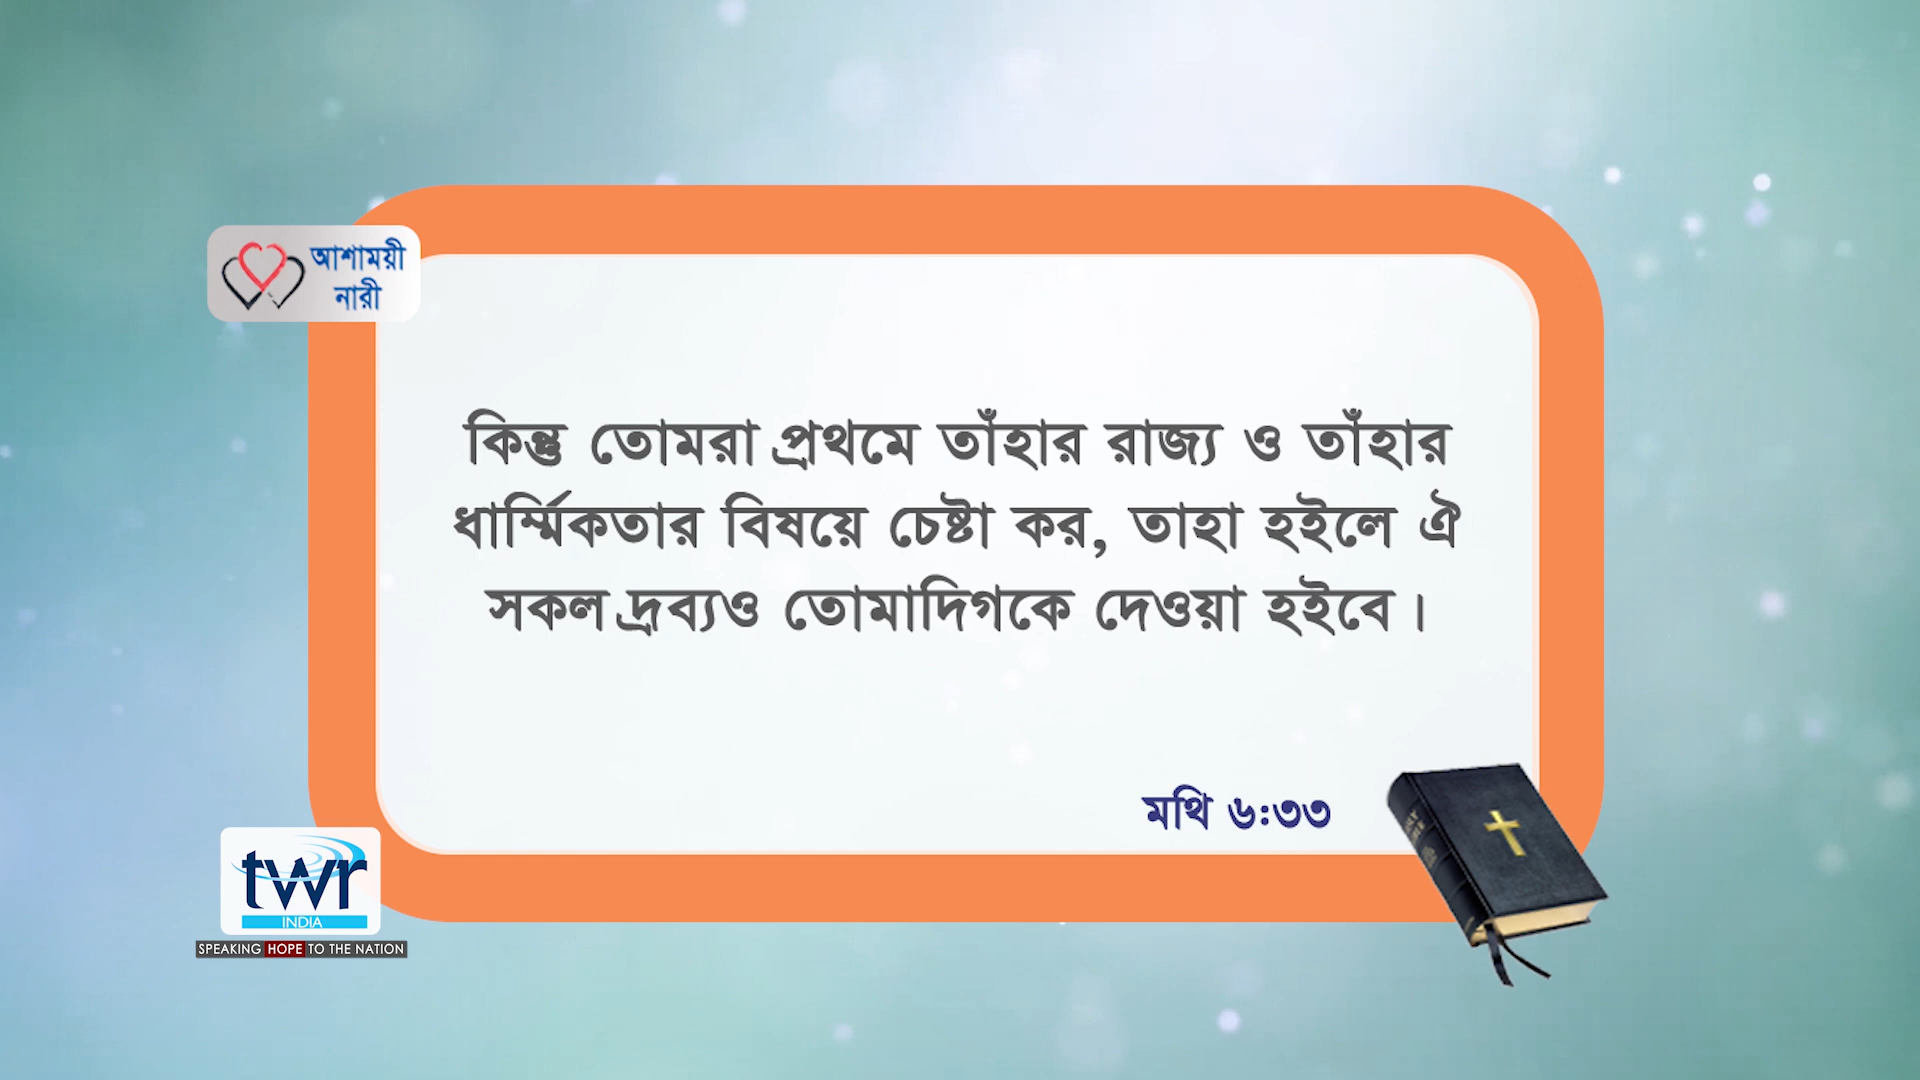 আশাময়ী
নারী
কিন্তু তোমরা প্রথমে তাঁহার রাজ্য ও তাঁহার
ধার্ম্মিকতার বিষয়ে চেষ্টা কর, তাহা হইলে ঐ
সকল দ্রব্যও তোমাদিগকে দেওয়া হইবে।
মথি ৬:৩৩
twr
INDIA
SPEAKING HOPE TO THE NATION